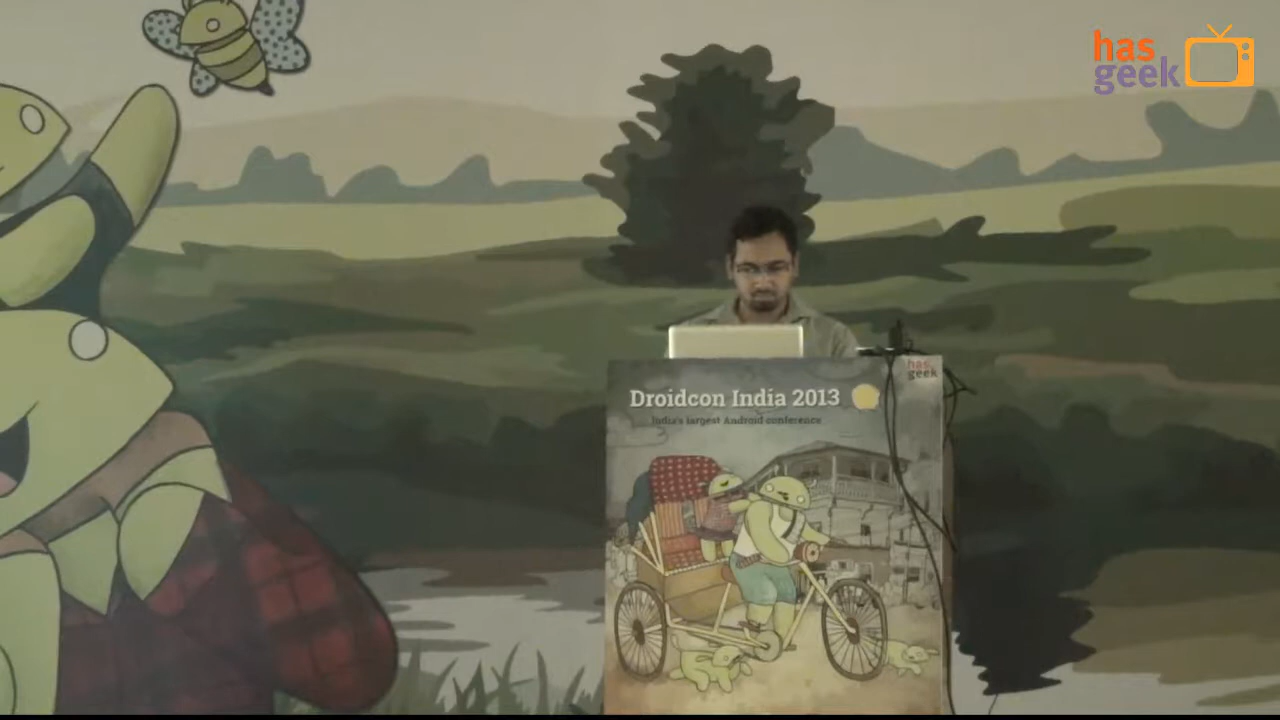 has
geek
has
geek
Droidcon India 2013
India's largest Android conference